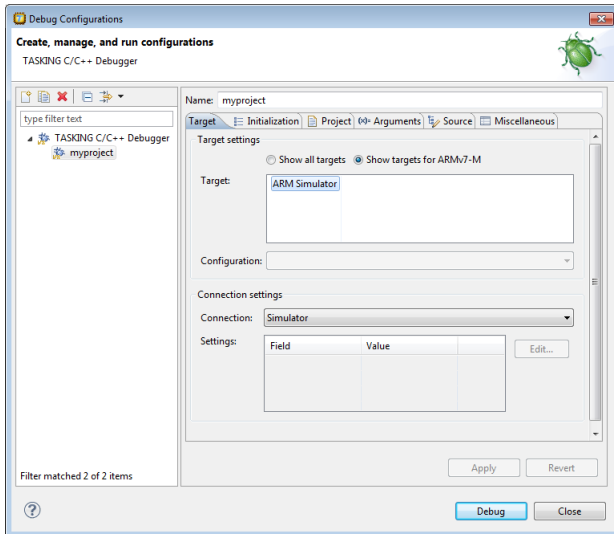 Debug Configurations
Create, manage, and run configurations
TASKING C/C++ Debugger
type filter text
TASKING C/C++ Debugger
myproject
Filter matched 2 of 2 items
Name: myproject
Target Initialization Project (x)= Arguments Source Miscellaneous
Target settings
Show all targets Show targets for ARMv7-M
Target: ARM Simulator
Configuration:
Connection settings
Connection: Simulator
Settings: Field Value Edit...
Apply Revert
? Debug Close